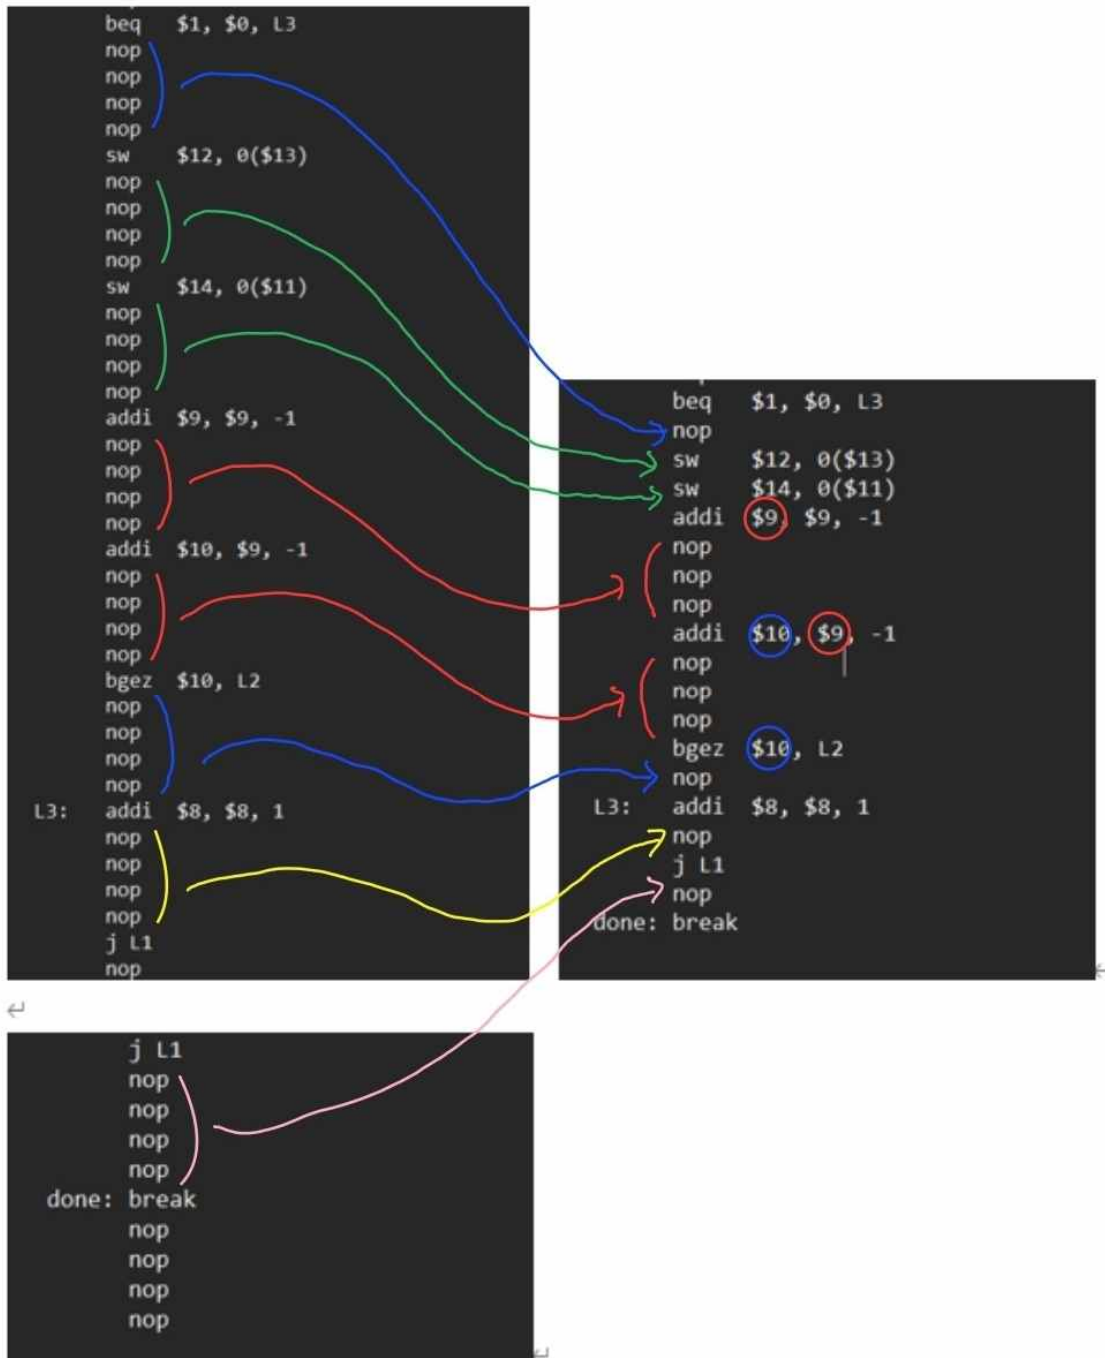 beq $1, $0, L3
nop
nop
nop
nop
sw $12, 0($13)
nop
nop
nop
nop
sw $14, 0($11)
nop
nop
nop
nop
addi $9, $9, -1
nop
nop
nop
nop
addi $10, $9, -1
nop
nop
nop
nop
bgez $10, L2
nop
nop
nop
nop
L3: addi $8, $8, 1
nop
nop
nop
nop
j L1
nop
beq $1, $0, L3
nop
sw $12, 0($13)
sw $14, 0($11)
addi $9, $9, -1
nop
nop
nop
addi $10, $9, -1
nop
nop
nop
bgez $10, L2
nop
L3: addi $8, $8, 1
nop
j L1
nop
done: break
j L1
nop
nop
nop
nop
done: break
nop
nop
nop
nop